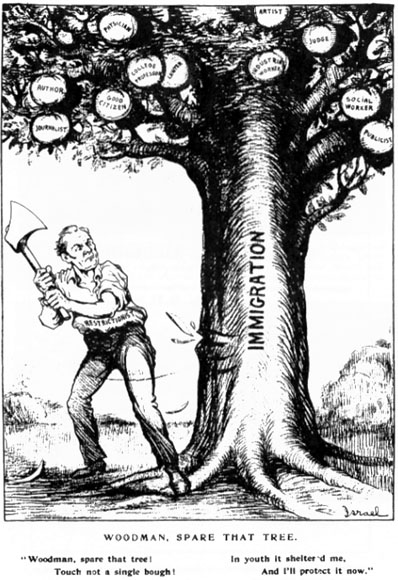 ARTIST
PHYSICIAN
JUDGE
COLLEGE
PROFESSOR
LAWYER
INDUSTRIAL
WORKER
AUTHOR
GOOD
CITIZEN
SOCIAL
WORKER
JOURNALIST
PUBLICIST
IMMIGRATION
RESTRICTIONIST
Israel
WOODMAN, SPARE THAT TREE.
"Woodman, spare that tree!
Touch not a single bough!
In youth it shelter'd me,
And I'll protect it now."